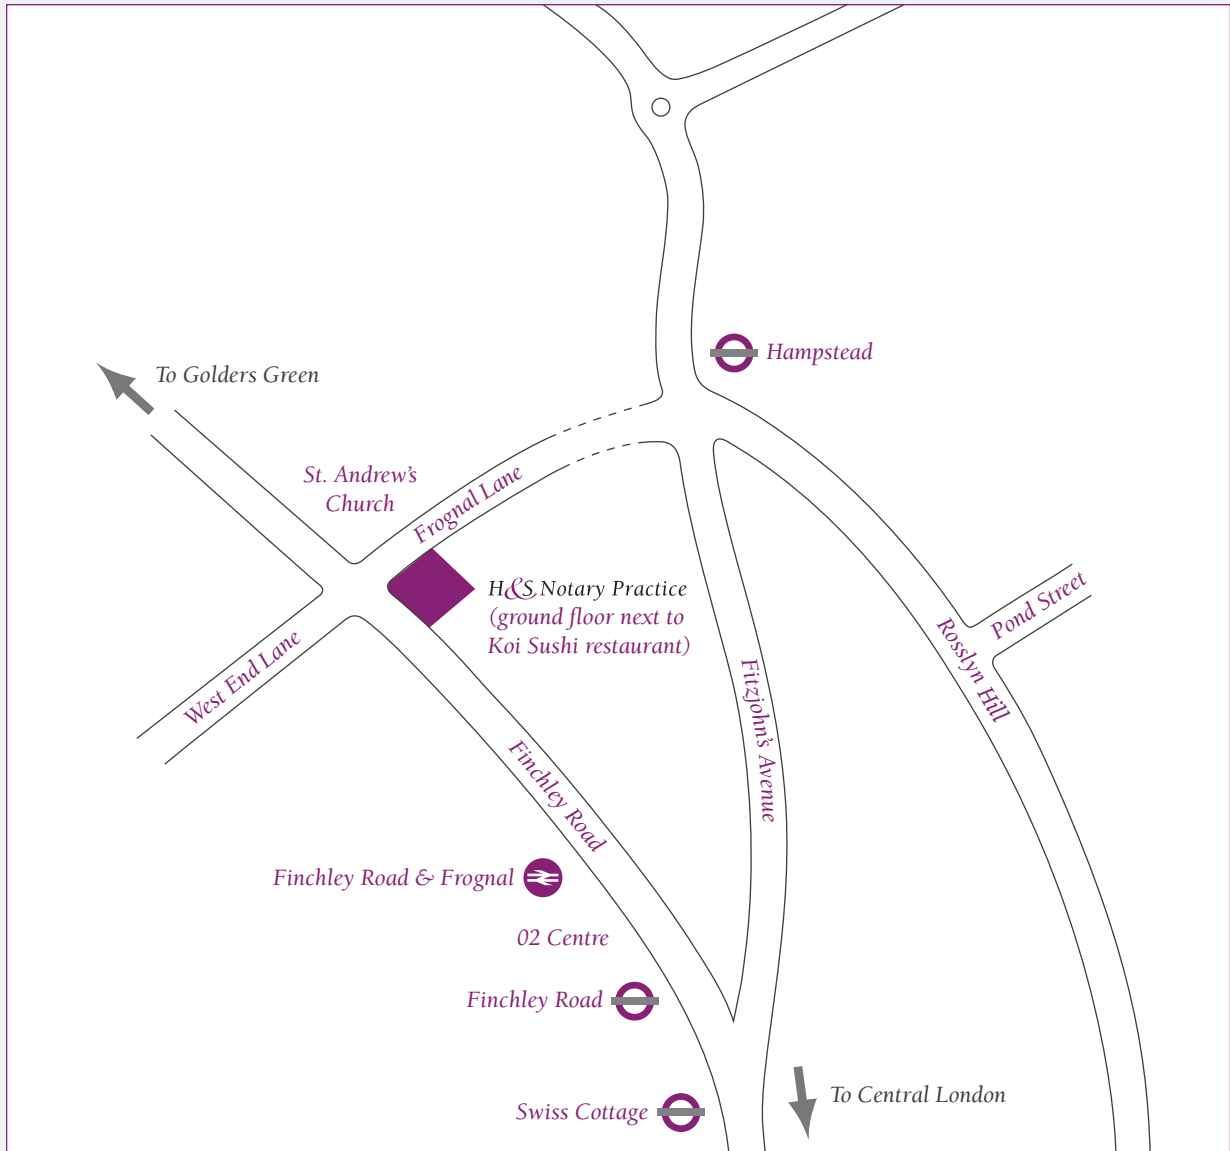 Hampstead
To Golders Green
St. Andrew's
Church
Frognal Lane
H&S Notary Practice
(ground floor next to
Koi Sushi restaurant)
Pond Street
Rosslyn Hill
West End Lane
Fitzjohn's Avenue
Finchley Road
Finchley Road & Frognal
02 Centre
Finchley Road
To Central London
Swiss Cottage